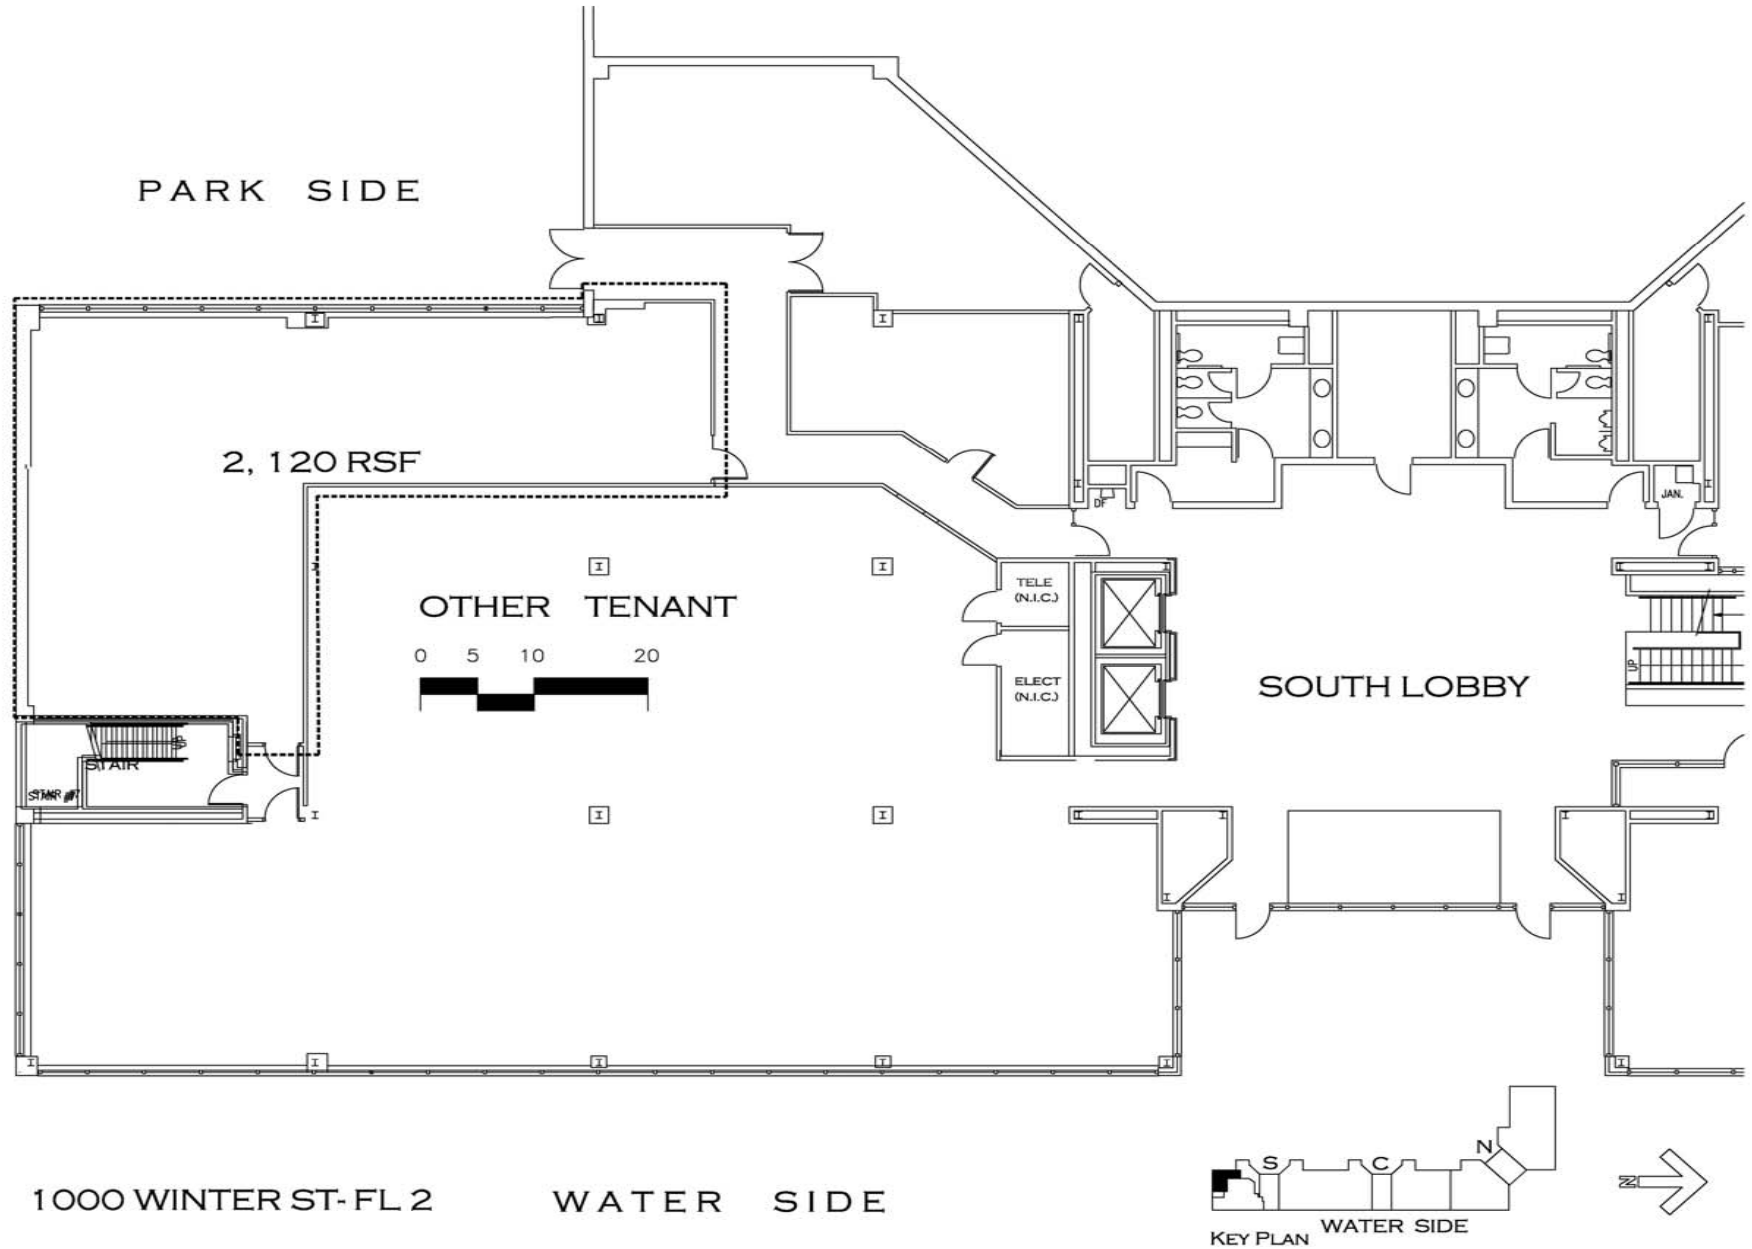 PARK SIDE
2, 120 RSF
DF
JAN.
TELE
(N.I.C.)
OTHER TENANT
0 5 10 20
ELECT
(N.I.C.)
SOUTH LOBBY
UP
STAIR
S
C
N
N
1000 WINTER ST- FL 2
WATER SIDE
WATER SIDE
KEY PLAN